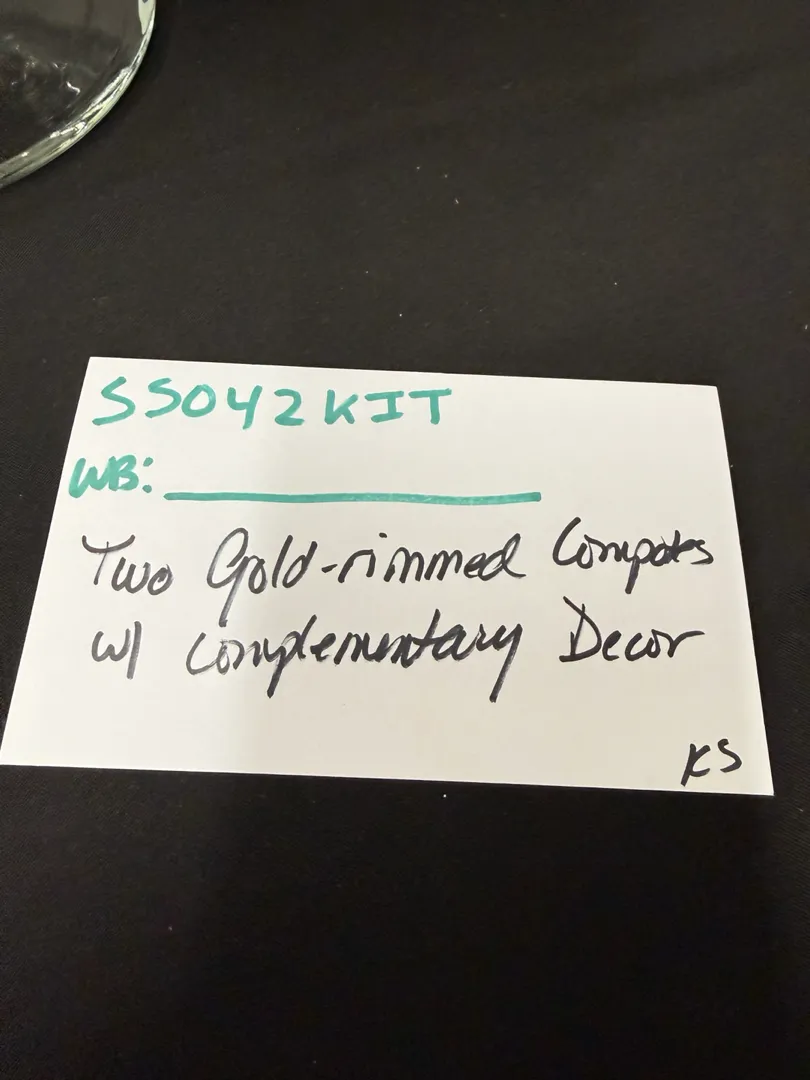 SS042KIT
WB:
Two Gold-rimmed Compotes
w/ Complementary Decor
KS